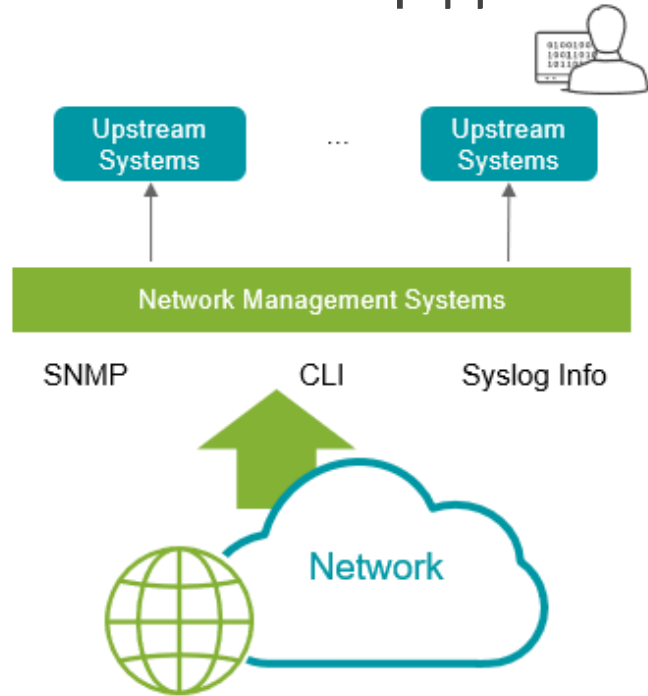 Upstream
Systems
...
Upstream
Systems
Network Management Systems
SNMP CLI Syslog Info
Network